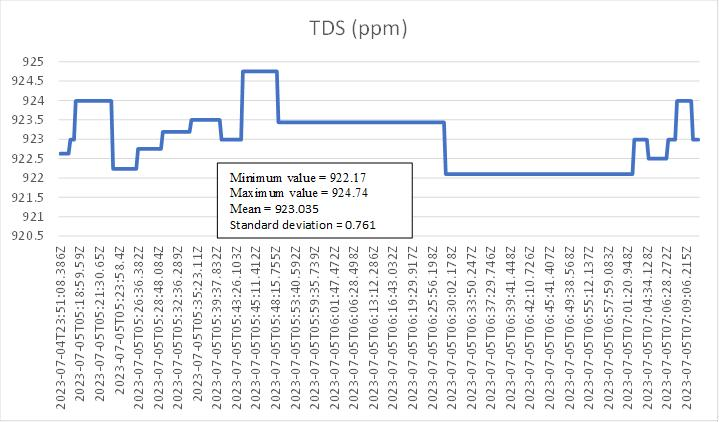 TDS (ppm)
925
924.5
924
923.5
923
922.5
922
921.5
921
920.5
Minimum value = 922.17
Maximum value = 924.74
Mean = 923.035
Standard deviation = 0.761
2023-07-04T23:51:08.386Z
2023-07-05T05:18:59.59Z
2023-07-05T05:21:30.65Z
2023-07-05T05:23:58.4Z
2023-07-05T05:26:36.382Z
2023-07-05T05:28:48.084Z
2023-07-05T05:32:36.289Z
2023-07-05T05:35:23.11Z
2023-07-05T05:39:37.832Z
2023-07-05T05:43:26.103Z
2023-07-05T05:45:11.412Z
2023-07-05T05:48:15.755Z
2023-07-05T05:53:40.592Z
2023-07-05T05:59:35.739Z
2023-07-05T06:01:47.472Z
2023-07-05T06:06:28.498Z
2023-07-05T06:13:12.286Z
2023-07-05T06:16:43.032Z
2023-07-05T06:19:29.917Z
2023-07-05T06:25:56.198Z
2023-07-05T06:30:02.178Z
2023-07-05T06:33:50.247Z
2023-07-05T06:37:29.746Z
2023-07-05T06:39:41.448Z
2023-07-05T06:42:10.726Z
2023-07-05T06:45:41.407Z
2023-07-05T06:49:38.568Z
2023-07-05T06:55:12.137Z
2023-07-05T06:57:59.083Z
2023-07-05T07:01:20.948Z
2023-07-05T07:04:34.128Z
2023-07-05T07:06:28.272Z
2023-07-05T07:09:06.215Z